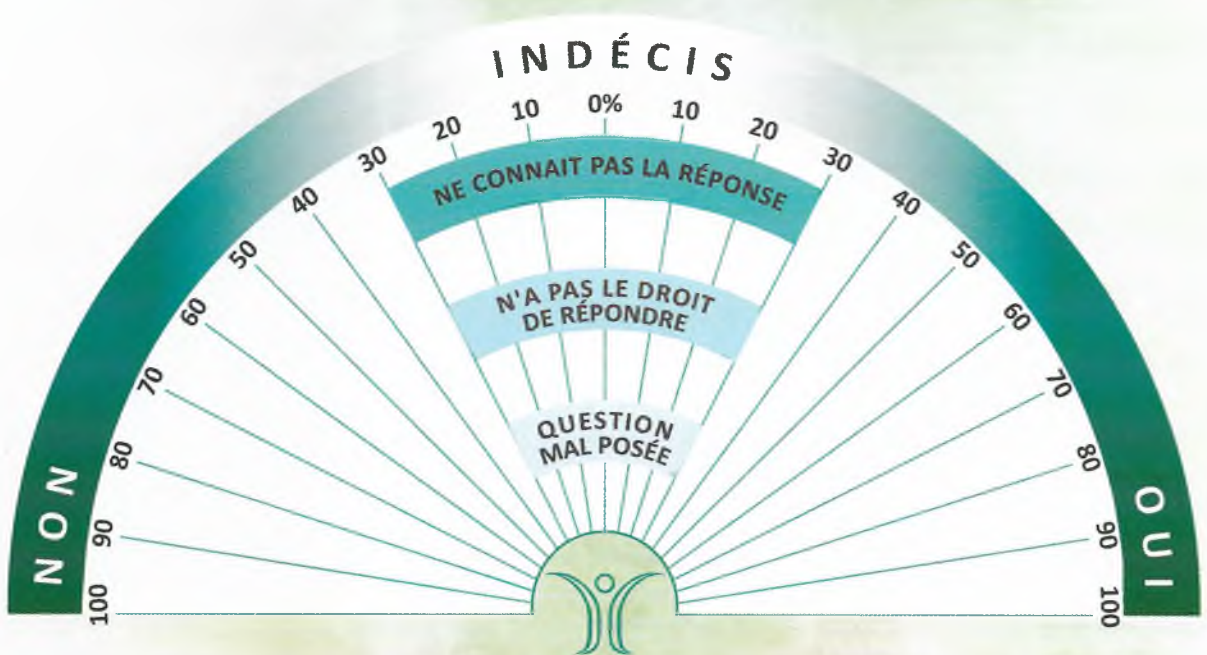 INDÉCIS
0%
10
20
30
40
50
60
70
80
90
100
10
20
30
40
50
60
70
80
90
100
NE CONNAIT PAS LA RÉPONSE
N'A PAS LE DROIT
DE RÉPONDRE
QUESTION
MAL POSÉE
NON
OUI